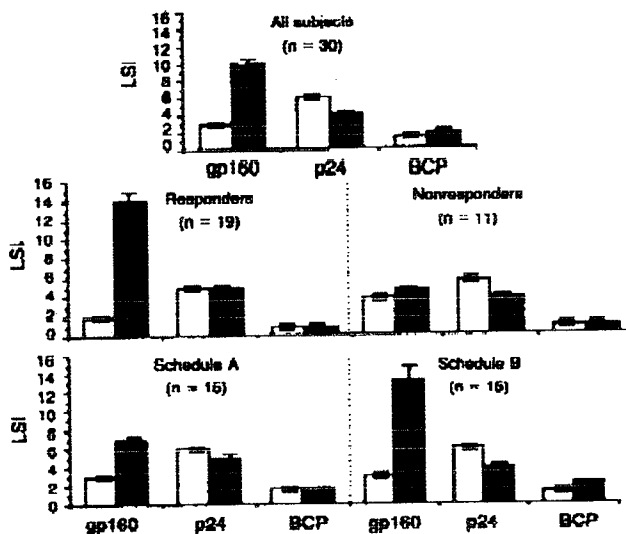 All subjects
(n = 30)
LSI
16
14
12
10
8
6
4
2
0
gp160 p24 BCP
Responders
(n = 19)
Nonresponders
(n = 11)
LSI
16
14
12
10
8
6
4
2
0
Schedule A
(n = 15)
Schedule B
(n = 15)
LSI
16
14
12
10
8
6
4
2
0
gp160 p24 BCP gp160 p24 BCP